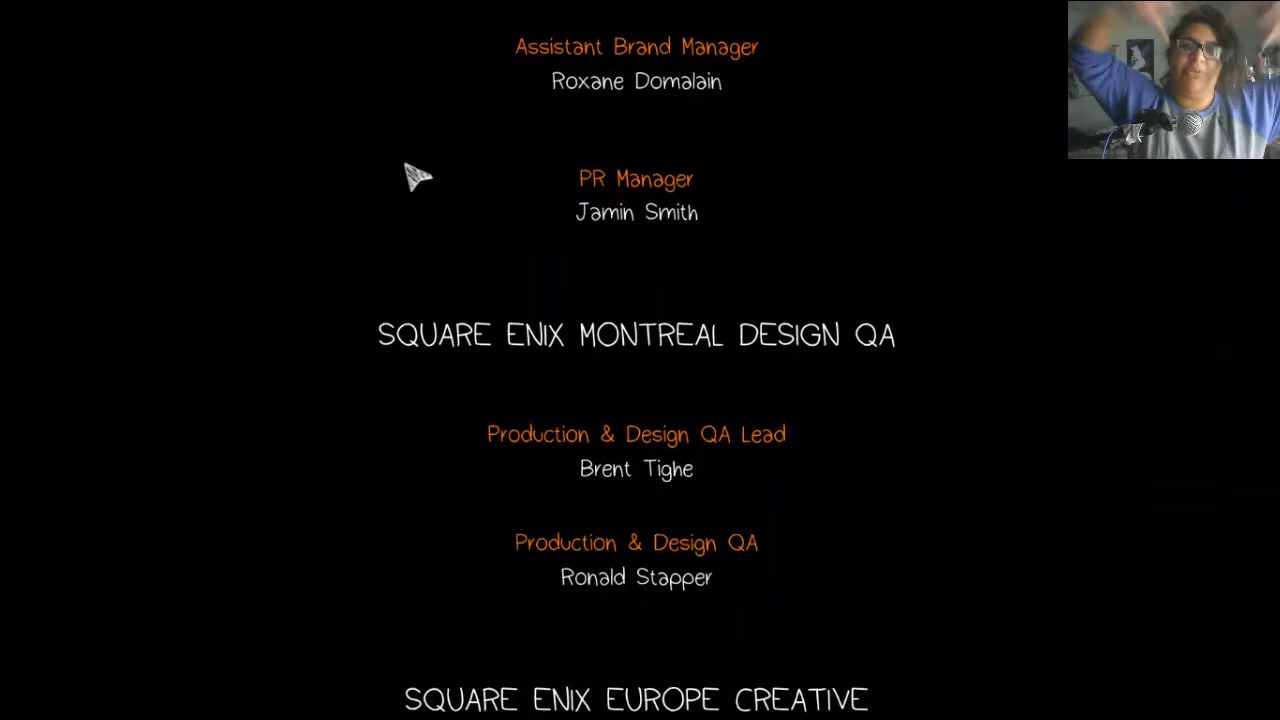 Assistant Brand Manager
Roxane Domalain
PR Manager
Jamin Smith
SQUARE ENIX MONTREAL DESIGN QA
Production & Design QA Lead
Brent Tighe
Production & Design QA
Ronald Stapper
SQUARE ENIX EUROPE CREATIVE